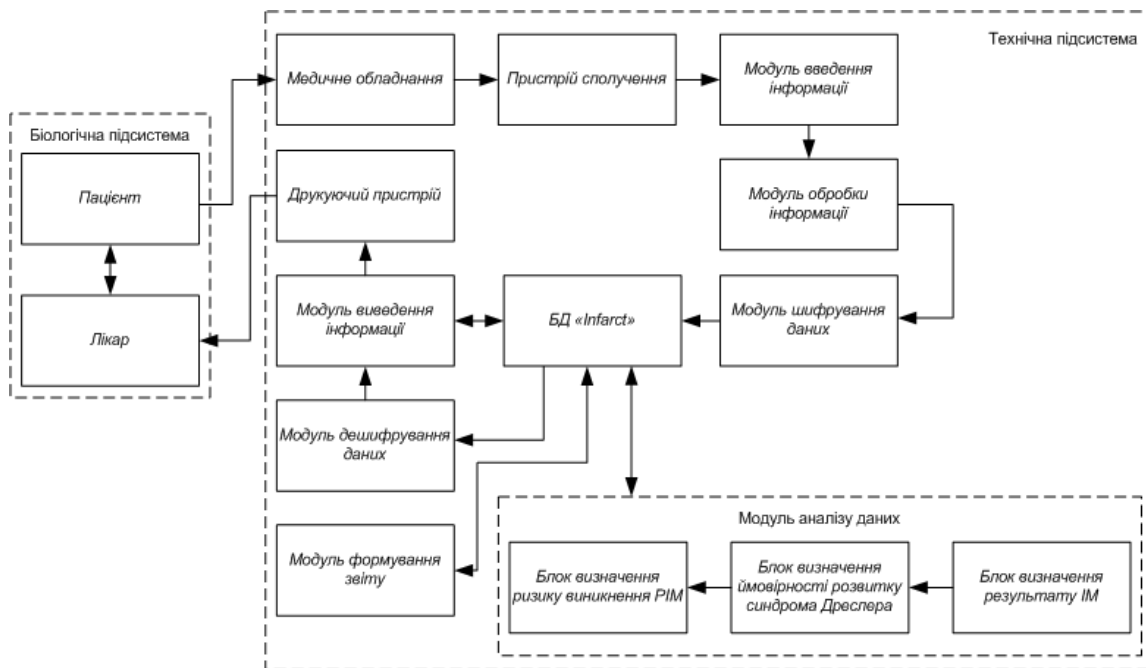 Технічна підсистема
Медичне обладнання
Пристрій сполучення
Модуль введення
інформації
Біологічна підсистема
Пацієнт
Друкуючий пристрій
Модуль обробки
інформації
Лікар
Модуль виведення
інформації
БД «Infarct»
Модуль шифрування
даних
Модуль дешифрування
даних
Модуль формування
звіту
Модуль аналізу даних
Блок визначення
ризику виникнення РІМ
Блок визначення
ймовірності розвитку
синдрома Дреслера
Блок визначення
результату ІМ